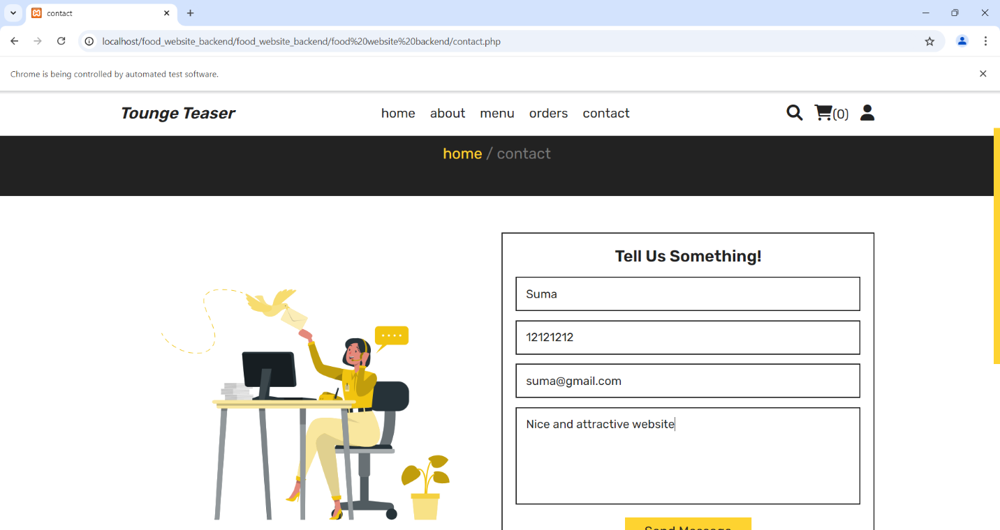 contact
localhost/food_website_backend/food_website_backend/food%20website%20backend/contact.php
Chrome is being controlled by automated test software.
Tounge Teaser home about menu orders contact (0)
home / contact
Tell Us Something!
Suma
12121212
suma@gmail.com
Nice and attractive website
Send Message